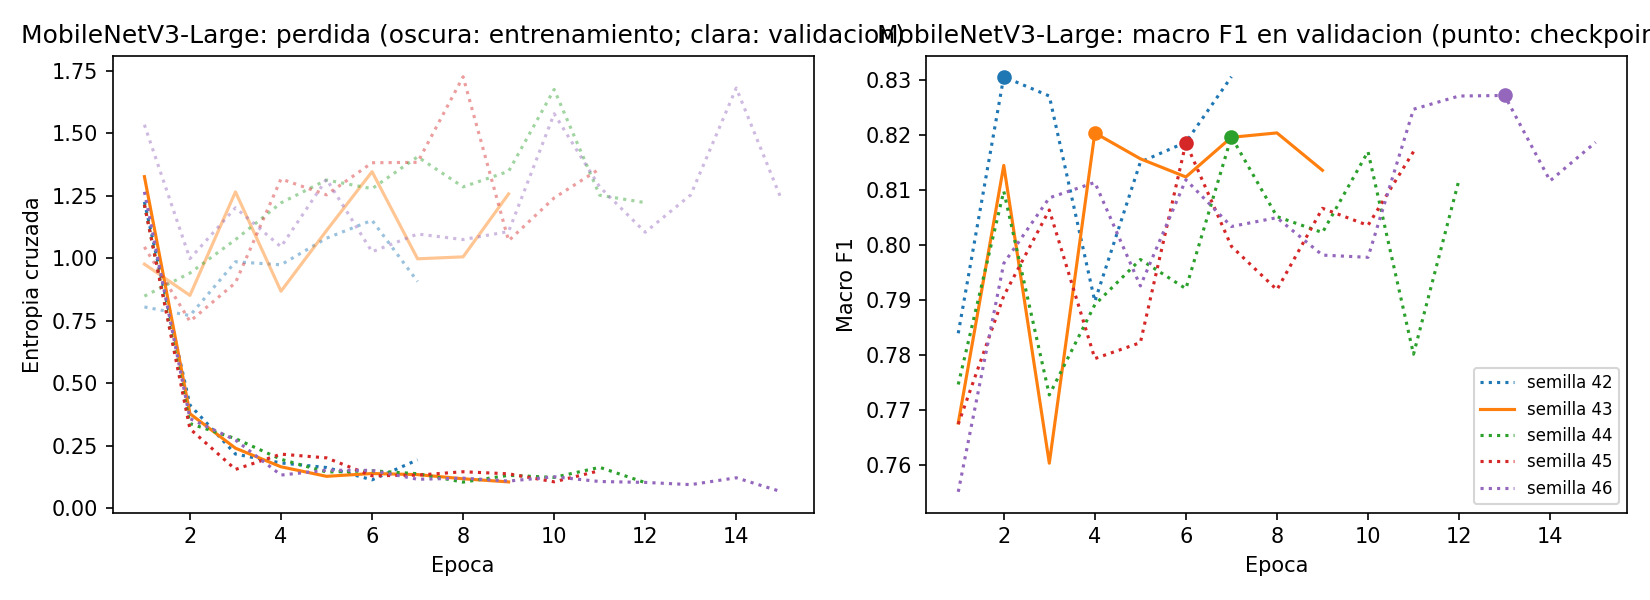 MobileNetV3-Large: perdida (oscura: entrenamiento; clara: validacion)
MobileNetV3-Large: macro F1 en validacion (punto: checkpoin
Entropia cruzada
1.75
1.50
1.25
1.00
0.75
0.50
0.25
0.00
2 4 6 8 10 12 14
Epoca
Macro F1
0.83
0.82
0.81
0.80
0.79
0.78
0.77
0.76
2 4 6 8 10 12 14
Epoca
semilla 42
semilla 43
semilla 44
semilla 45
semilla 46